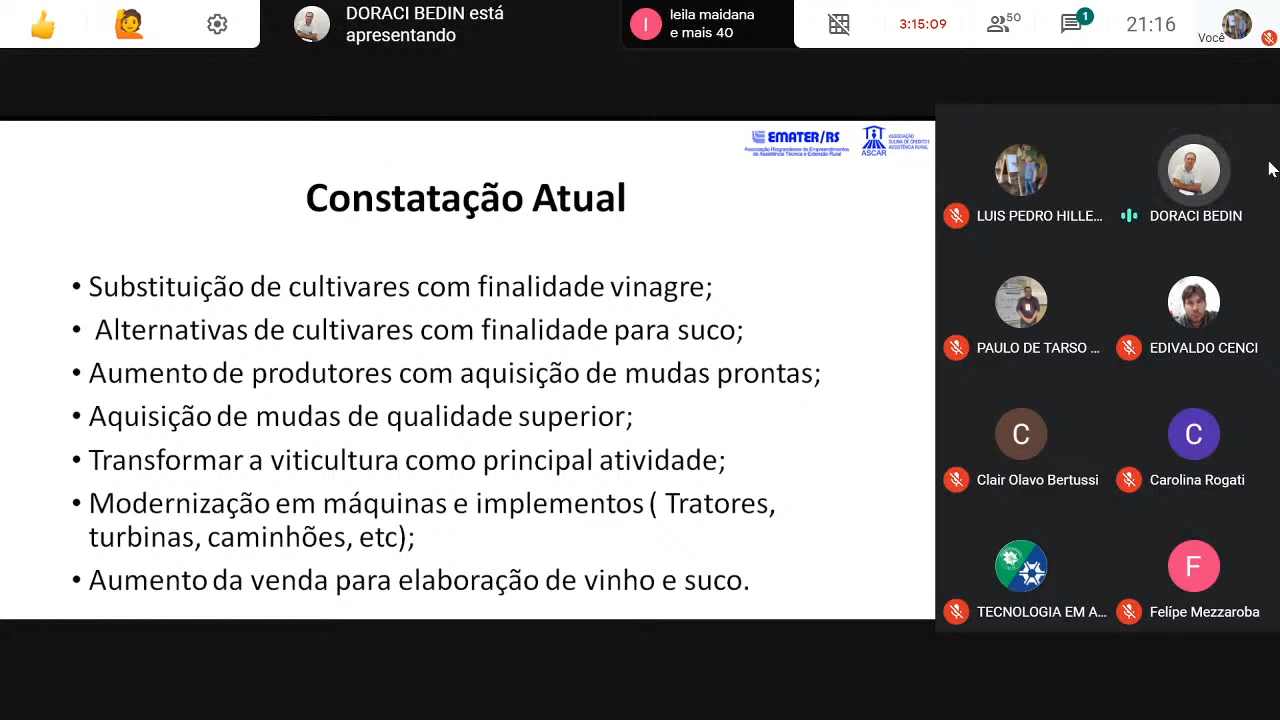 DORACI BEDIN está
apresentando
I
leila maidana
e mais 40
3:15:09
50
1
21:16
Você
EMATER/RS
Associação Riograndense de Empreendimentos
de Assistência Técnica e Extensão Rural
ASCAR
ASSOCIAÇÃO
SULINA DE CRÉDITO E
ASSISTÊNCIA RURAL
Constatação Atual
• Substituição de cultivares com finalidade vinagre;
• Alternativas de cultivares com finalidade para suco;
• Aumento de produtores com aquisição de mudas prontas;
• Aquisição de mudas de qualidade superior;
• Transformar a viticultura como principal atividade;
• Modernização em máquinas e implementos ( Tratores,
turbinas, caminhões, etc);
• Aumento da venda para elaboração de vinho e suco.
LUIS PEDRO HILLE...
DORACI BEDIN
PAULO DE TARSO ...
EDIVALDO CENCI
C
Clair Olavo Bertussi
C
Carolina Rogati
TECNOLOGIA EM A...
F
Felípe Mezzaroba